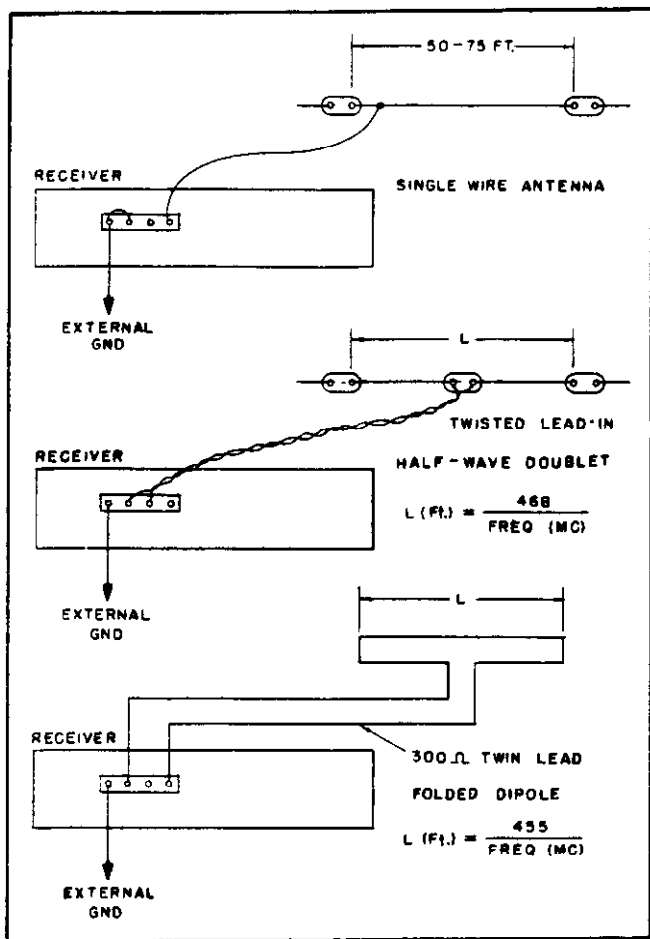 50-75 FT.
RECEIVER
SINGLE WIRE ANTENNA
EXTERNAL
GND
L
TWISTED LEAD-IN
RECEIVER
HALF-WAVE DOUBLET
L (Ft.) = 468
FREQ (MC)
EXTERNAL
GND
L
RECEIVER
300Ω TWIN LEAD
FOLDED DIPOLE
L (Ft.) = 455
FREQ (MC)
EXTERNAL
GND